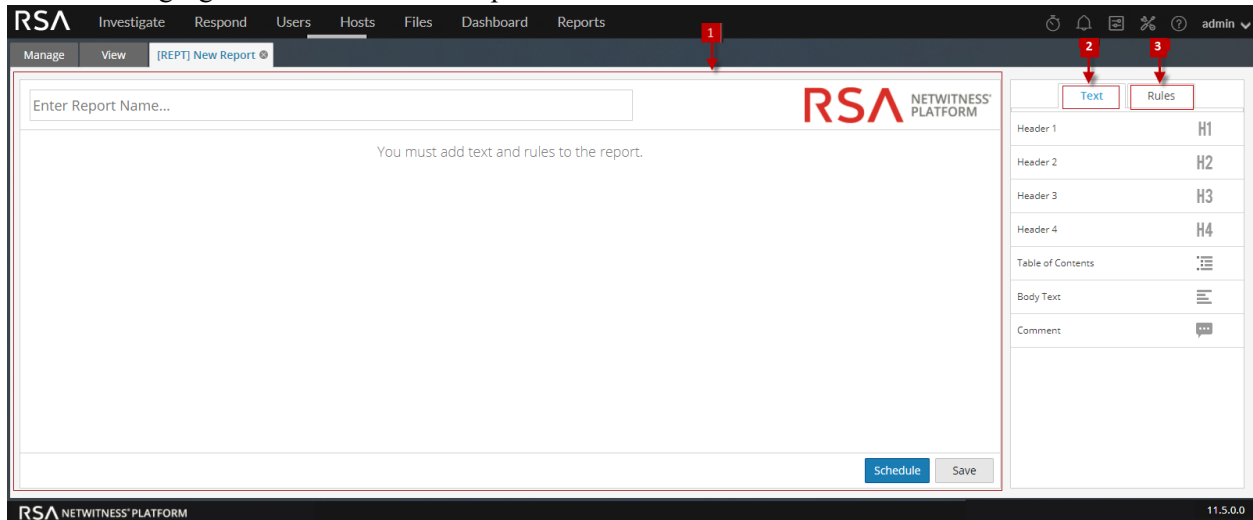 RSA Investigate Respond Users Hosts Files Dashboard Reports admin
1
Manage View [REPT] New Report
2 3
Enter Report Name...
RSA NETWITNESS®
PLATFORM
Text Rules
You must add text and rules to the report.
Header 1 H1
Header 2 H2
Header 3 H3
Header 4 H4
Table of Contents
Body Text
Comment
Schedule Save
RSA NETWITNESS® PLATFORM 11.5.0.0